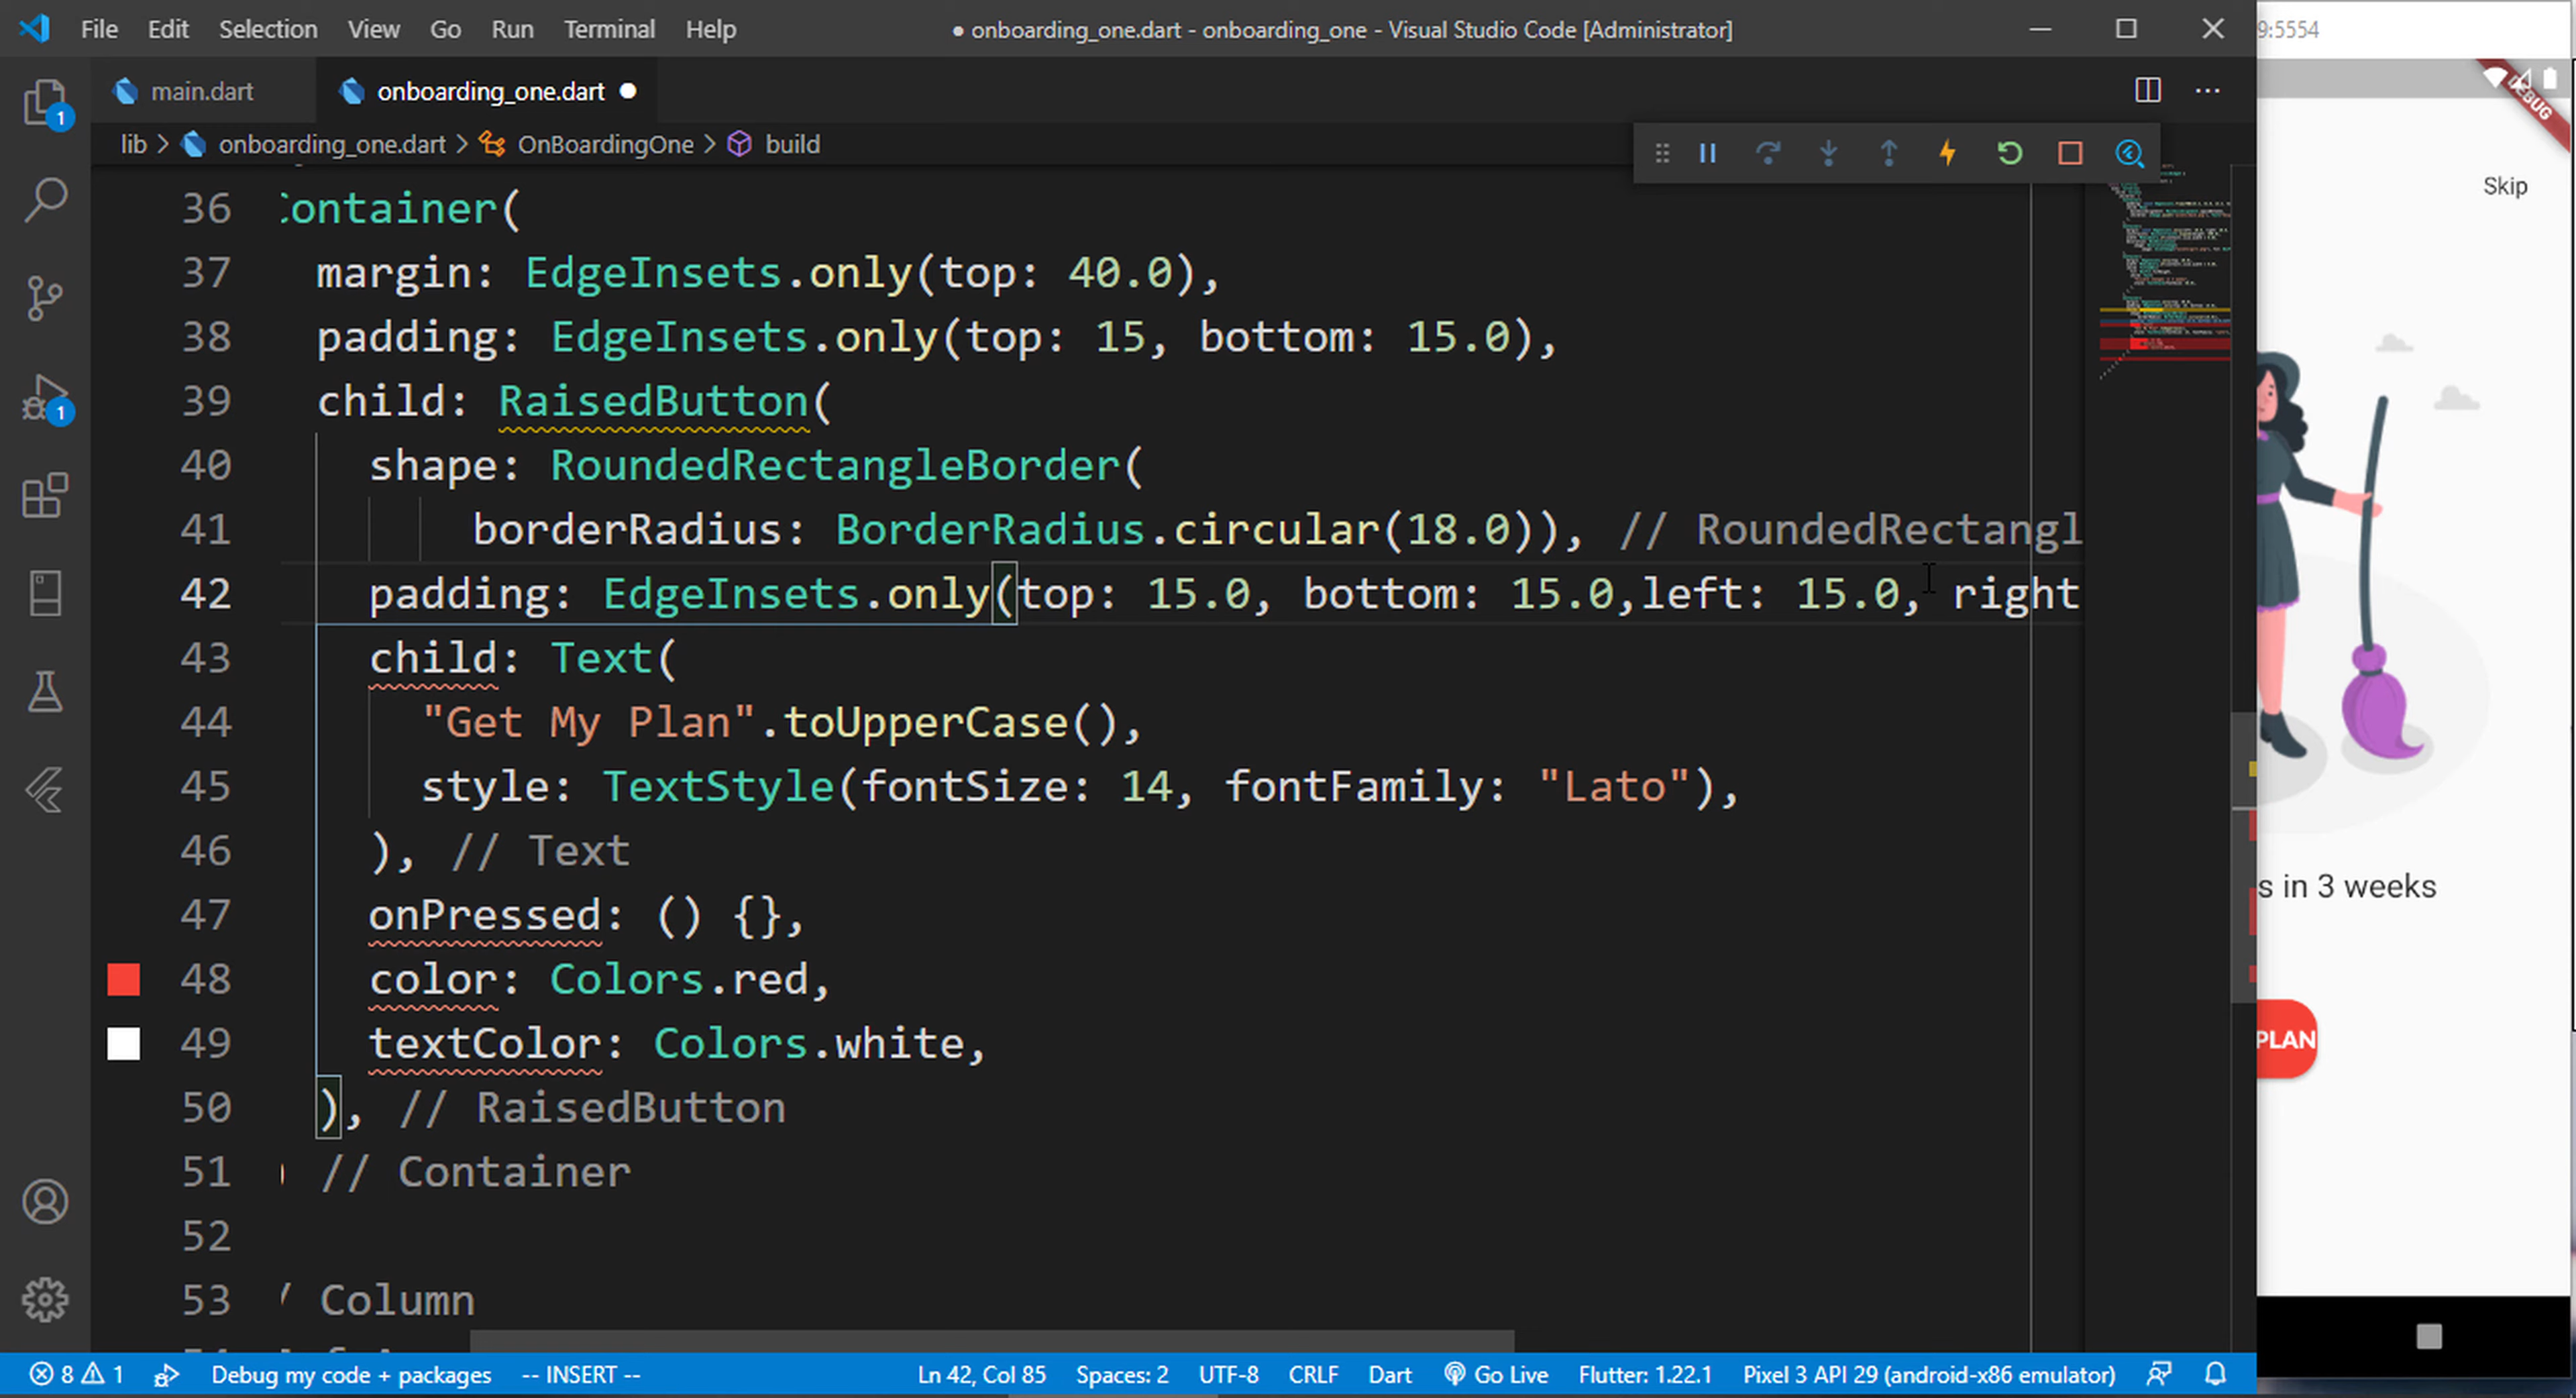 File Edit Selection View Go Run Terminal Help
● onboarding_one.dart - onboarding_one - Visual Studio Code [Administrator]
9:5554
main.dart
onboarding_one.dart
lib > onboarding_one.dart > OnBoardingOne > build
DEBUG
Skip
36 Container(
37 margin: EdgeInsets.only(top: 40.0),
38 padding: EdgeInsets.only(top: 15, bottom: 15.0),
39 child: RaisedButton(
40 shape: RoundedRectangleBorder(
41 borderRadius: BorderRadius.circular(18.0)), // RoundedRectangl
42 padding: EdgeInsets.only(top: 15.0, bottom: 15.0,left: 15.0, right
43 child: Text(
44 "Get My Plan".toUpperCase(),
45 style: TextStyle(fontSize: 14, fontFamily: "Lato"),
46 ), // Text
47 onPressed: () {},
48 color: Colors.red,
49 textColor: Colors.white,
50 ), // RaisedButton
51 ) // Container
52
53 / Column
1
1
s in 3 weeks
PLAN
8 1 Debug my code + packages -- INSERT -- Ln 42, Col 85 Spaces: 2 UTF-8 CRLF Dart Go Live Flutter: 1.22.1 Pixel 3 API 29 (android-x86 emulator)